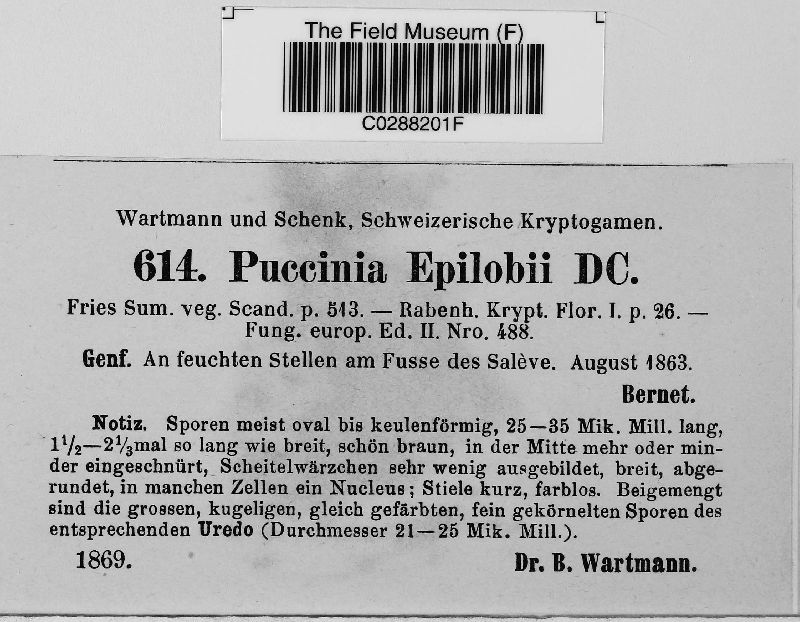 The Field Museum (F)
C0288201F
Wartmann und Schenk, Schweizerische Kryptogamen.
614. Puccinia Epilobii DC.
Fries Sum. veg. Scand. p. 513. — Rabenh. Krypt. Flor. I. p. 26. —
Fung. europ. Ed. II. Nro. 488.
Genf. An feuchten Stellen am Fusse des Salève. August 1863.
Bernet.
Notiz. Sporen meist oval bis keulenförmig, 25—35 Mik. Mill. lang,
1½—2⅓mal so lang wie breit, schön braun, in der Mitte mehr oder min-
der eingeschnürt, Scheitelwärzchen sehr wenig ausgebildet, breit, abge-
rundet, in manchen Zellen ein Nucleus; Stiele kurz, farblos. Beigemengt
sind die grossen, kugeligen, gleich gefärbten, fein gekörnelten Sporen des
entsprechenden Uredo (Durchmesser 21—25 Mik. Mill.).
1869. Dr. B. Wartmann.